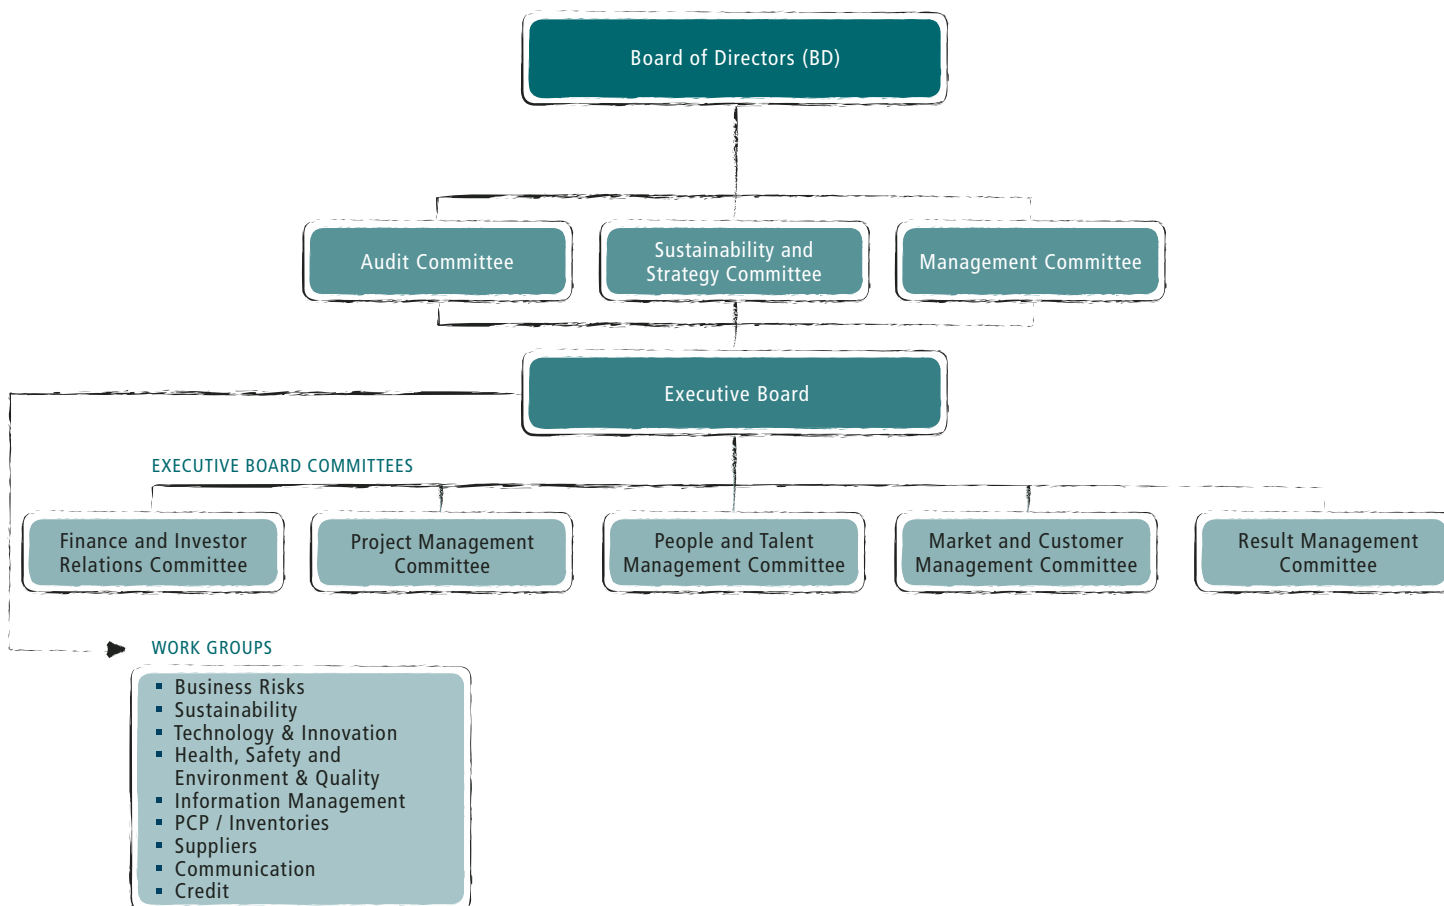 Board of Directors (BD)
Audit Committee
Sustainability and
Strategy Committee
Management Committee
Executive Board
EXECUTIVE BOARD COMMITTEES
Finance and Investor
Relations Committee
Project Management
Committee
People and Talent
Management Committee
Market and Customer
Management Committee
Result Management
Committee
WORK GROUPS
▪ Business Risks
▪ Sustainability
▪ Technology & Innovation
▪ Health, Safety and
Environment & Quality
▪ Information Management
▪ PCP / Inventories
▪ Suppliers
▪ Communication
▪ Credit